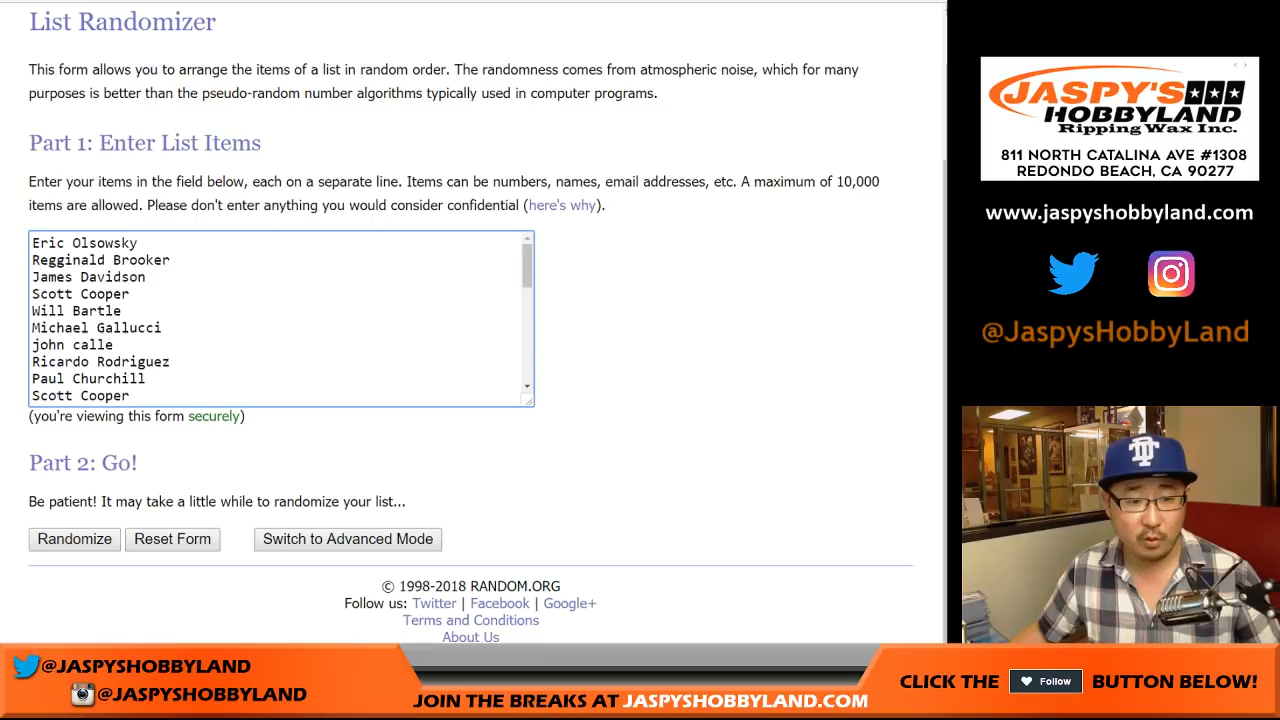 List Randomizer
This form allows you to arrange the items of a list in random order. The randomness comes from atmospheric noise, which for many
purposes is better than the pseudo-random number algorithms typically used in computer programs.
Part 1: Enter List Items
Enter your items in the field below, each on a separate line. Items can be numbers, names, email addresses, etc. A maximum of 10,000
items are allowed. Please don't enter anything you would consider confidential (here's why).
Eric Olsowsky
Regginald Brooker
James Davidson
Scott Cooper
Will Bartle
Michael Gallucci
john calle
Ricardo Rodriguez
Paul Churchill
Scott Cooper
(you're viewing this form securely)
Part 2: Go!
Be patient! It may take a little while to randomize your list...
Randomize
Reset Form
Switch to Advanced Mode
© 1998-2018 RANDOM.ORG
Follow us: Twitter | Facebook | Google+
Terms and Conditions
About Us
JASPY'S
HOBBYLAND
Ripping Wax Inc.
811 NORTH CATALINA AVE #1308
REDONDO BEACH, CA 90277
www.jaspyshobbyland.com
@JaspysHobbyLand
@JASPYSHOBBYLAND
@JASPYSHOBBYLAND
JOIN THE BREAKS AT JASPYSHOBBYLAND.COM
CLICK THE Follow BUTTON BELOW!